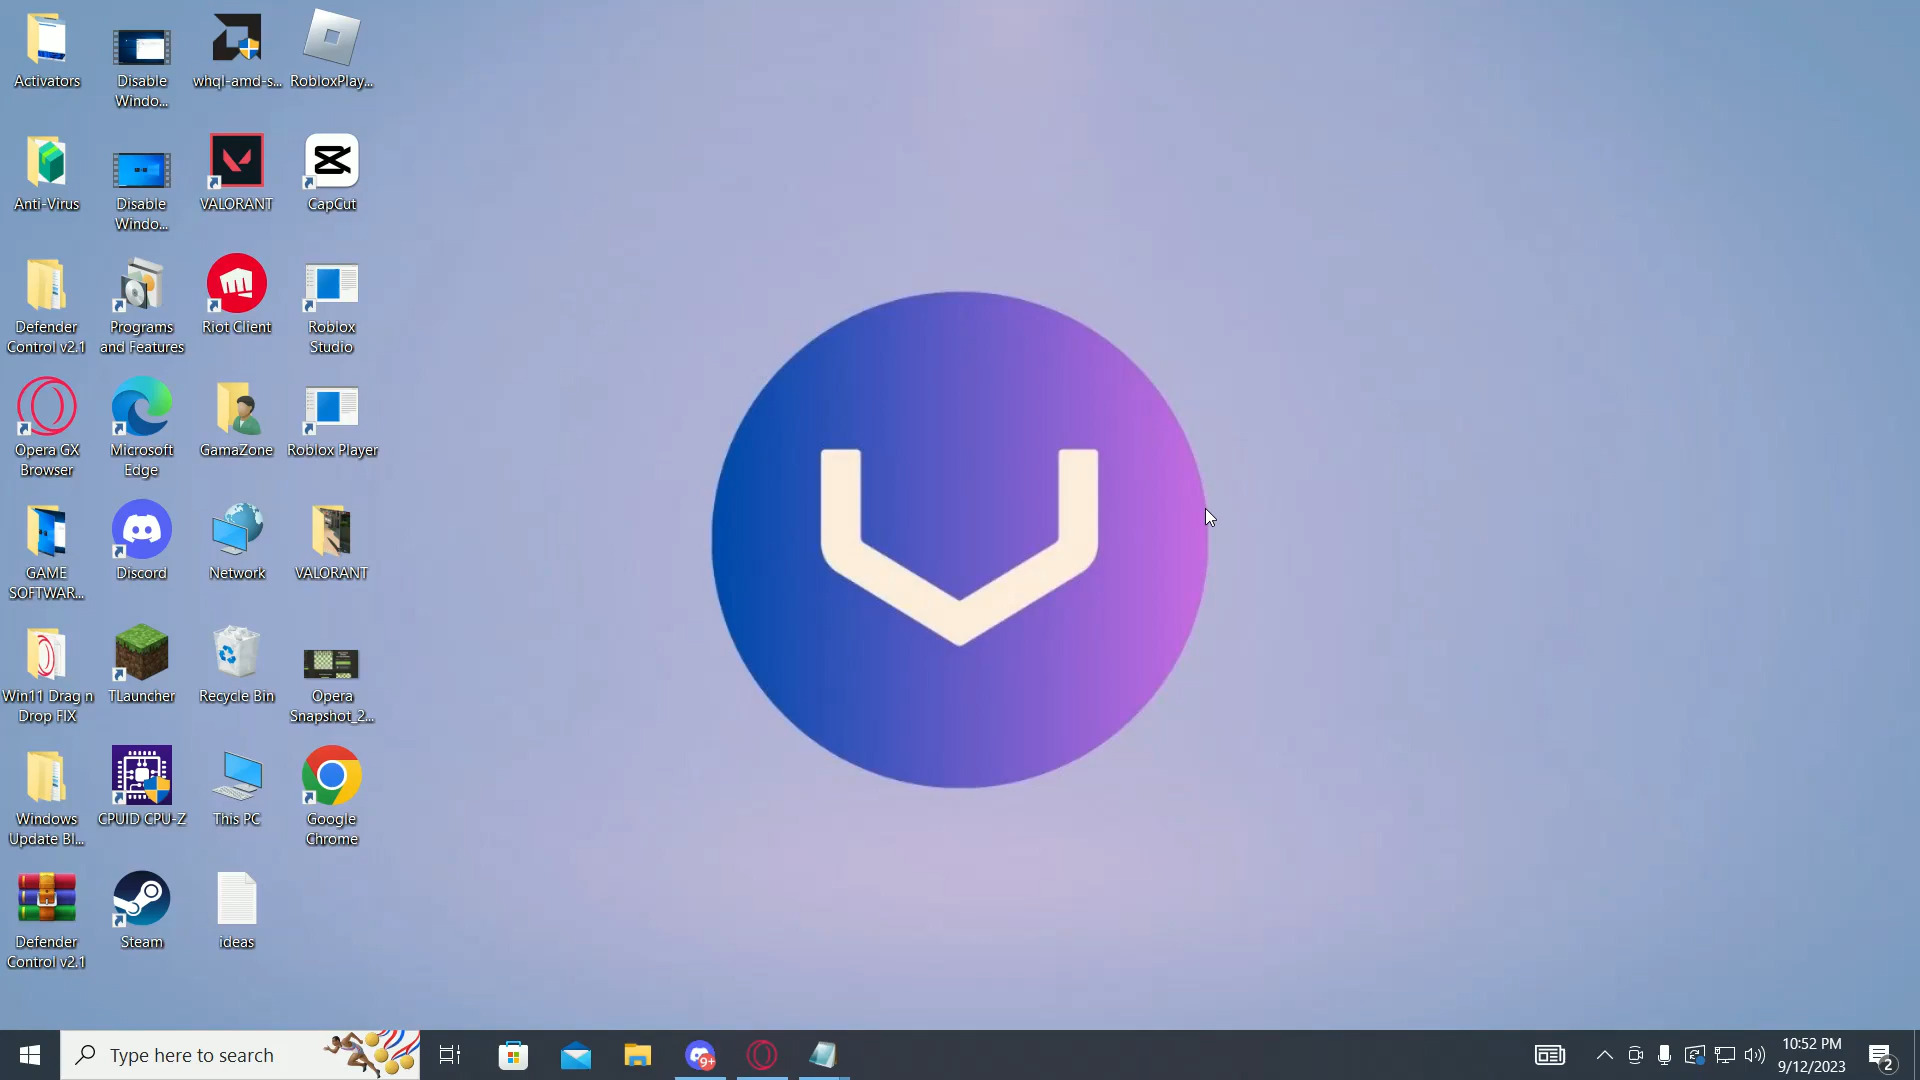 Activators
Disable
Windo...
whql-amd-s...
RobloxPlay...
Anti-Virus
Disable
Windo...
VALORANT
CapCut
Defender
Control v2.1
Programs
and Features
Riot Client
Roblox
Studio
Opera GX
Browser
Microsoft
Edge
GamaZone
Roblox Player
GAME
SOFTWAR...
Discord
Network
VALORANT
Win11 Drag n
Drop FIX
TLauncher
Recycle Bin
Opera
Snapshot_2...
Windows
Update Bl...
CPUID CPU-Z
This PC
Google
Chrome
Defender
Control v2.1
Steam
ideas
Type here to search
9+
10:52 PM
9/12/2023
2